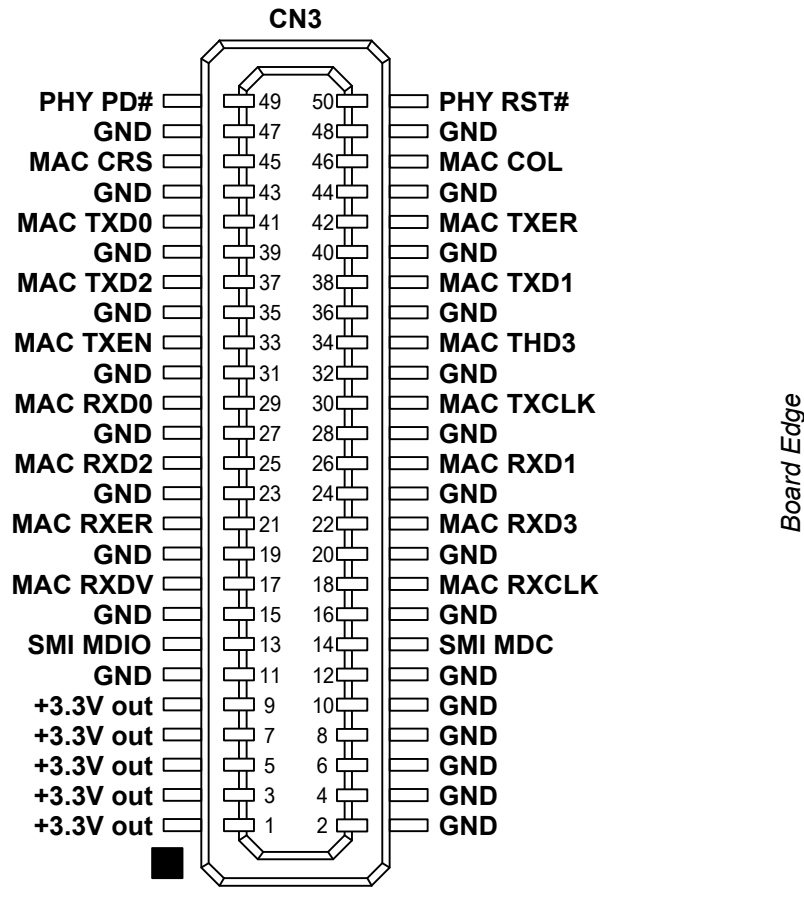 CN3
PHY PD# 49 50 PHY RST#
GND 47 48 GND
MAC CRS 45 46 MAC COL
GND 43 44 GND
MAC TXD0 41 42 MAC TXER
GND 39 40 GND
MAC TXD2 37 38 MAC TXD1
GND 35 36 GND
MAC TXEN 33 34 MAC THD3
GND 31 32 GND
MAC RXD0 29 30 MAC TXCLK
GND 27 28 GND
MAC RXD2 25 26 MAC RXD1
GND 23 24 GND
MAC RXER 21 22 MAC RXD3
GND 19 20 GND
MAC RXDV 17 18 MAC RXCLK
GND 15 16 GND
SMI MDIO 13 14 SMI MDC
GND 11 12 GND
+3.3V out 9 10 GND
+3.3V out 7 8 GND
+3.3V out 5 6 GND
+3.3V out 3 4 GND
+3.3V out 1 2 GND
Board Edge